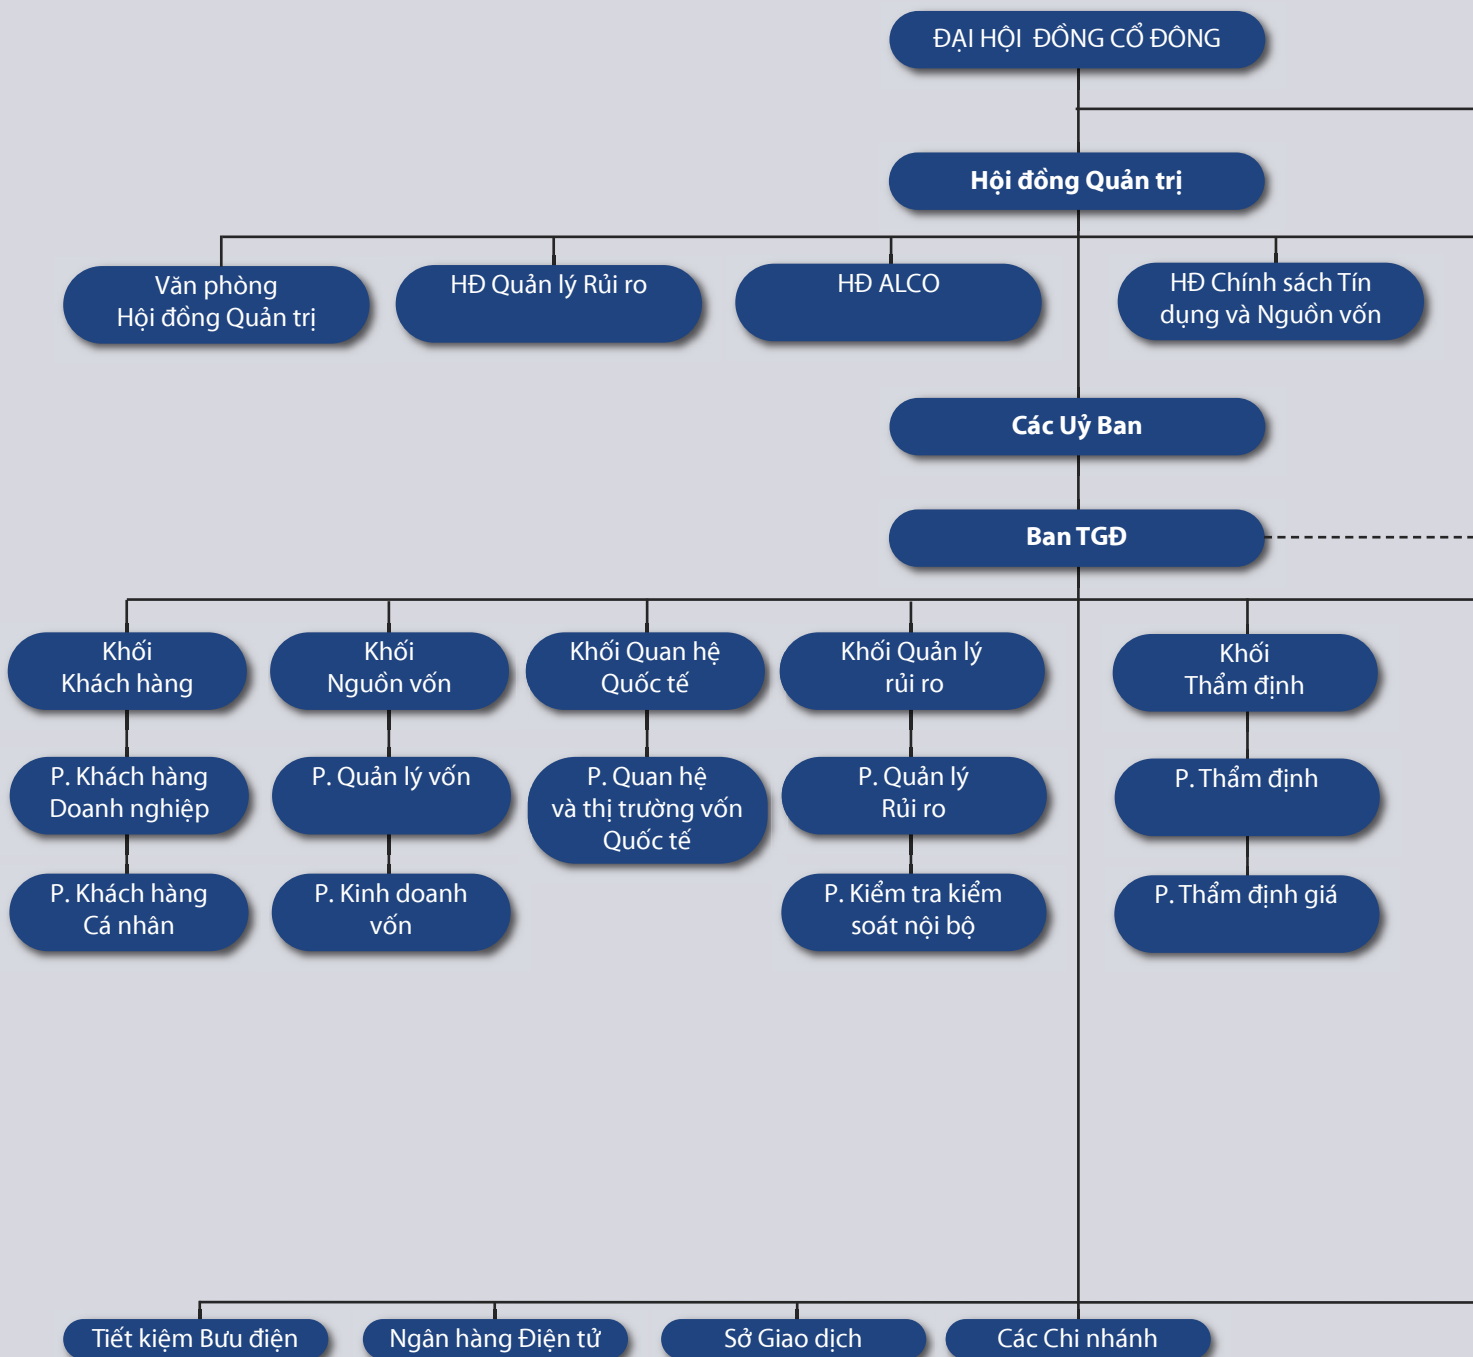 ĐẠI HỘI ĐỒNG CỔ ĐÔNG
Hội đồng Quản trị
Văn phòng
Hội đồng Quản trị
HĐ Quản lý Rủi ro
HĐ ALCO
HĐ Chính sách Tín
dụng và Nguồn vốn
Các Uỷ Ban
Ban TGĐ
Khối
Khách hàng
Khối
Nguồn vốn
Khối Quan hệ
Quốc tế
Khối Quản lý
rủi ro
Khối
Thẩm định
P. Khách hàng
Doanh nghiệp
P. Quản lý vốn
P. Quan hệ
và thị trường vốn
Quốc tế
P. Quản lý
Rủi ro
P. Thẩm định
P. Khách hàng
Cá nhân
P. Kinh doanh
vốn
P. Kiểm tra kiểm
soát nội bộ
P. Thẩm định giá
Tiết kiệm Bưu điện
Ngân hàng Điện tử
Sở Giao dịch
Các Chi nhánh